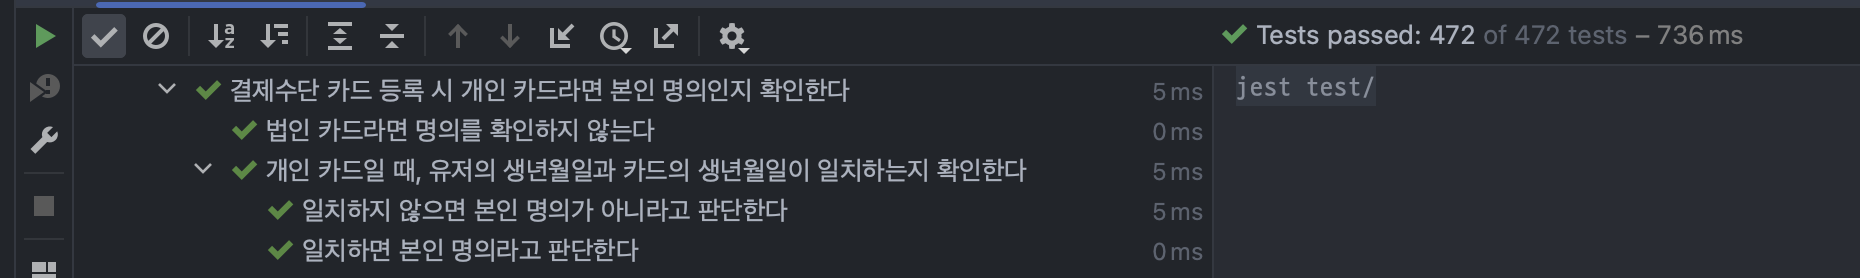 Tests passed: 472 of 472 tests – 736 ms
결제수단 카드 등록 시 개인 카드라면 본인 명의인지 확인한다 5 ms
법인 카드라면 명의를 확인하지 않는다 0 ms
개인 카드일 때, 유저의 생년월일과 카드의 생년월일이 일치하는지 확인한다 5 ms
일치하지 않으면 본인 명의가 아니라고 판단한다 5 ms
일치하면 본인 명의라고 판단한다 0 ms
jest test/